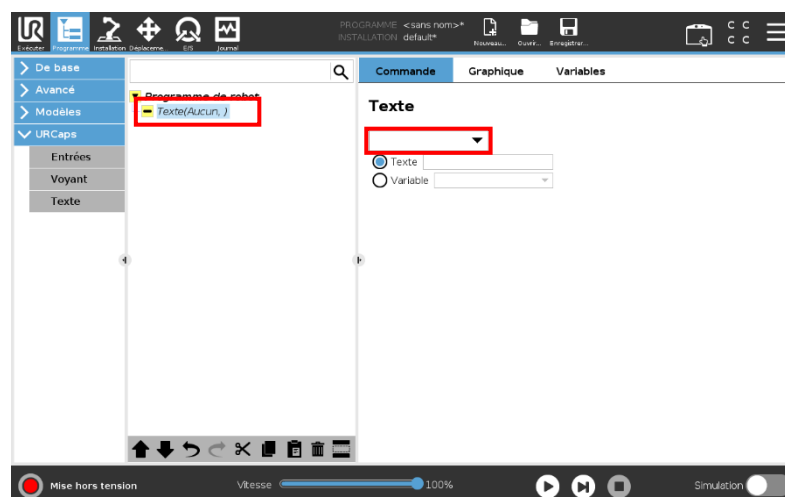 UR
PROGRAMME <sans nom>*
INSTALLATION default*
Exécuter Programme Installation Déplaceme... E/S Journal
Nouveau... Ouvrir... Enregistrer...
C C
C C
De base
Avancé
Modèles
URCaps
Entrées
Voyant
Texte
Programme de robot
Texte(Aucun, )
Commande Graphique Variables
Texte
Texte
Variable
Mise hors tension
Vitesse 100%
Simulation